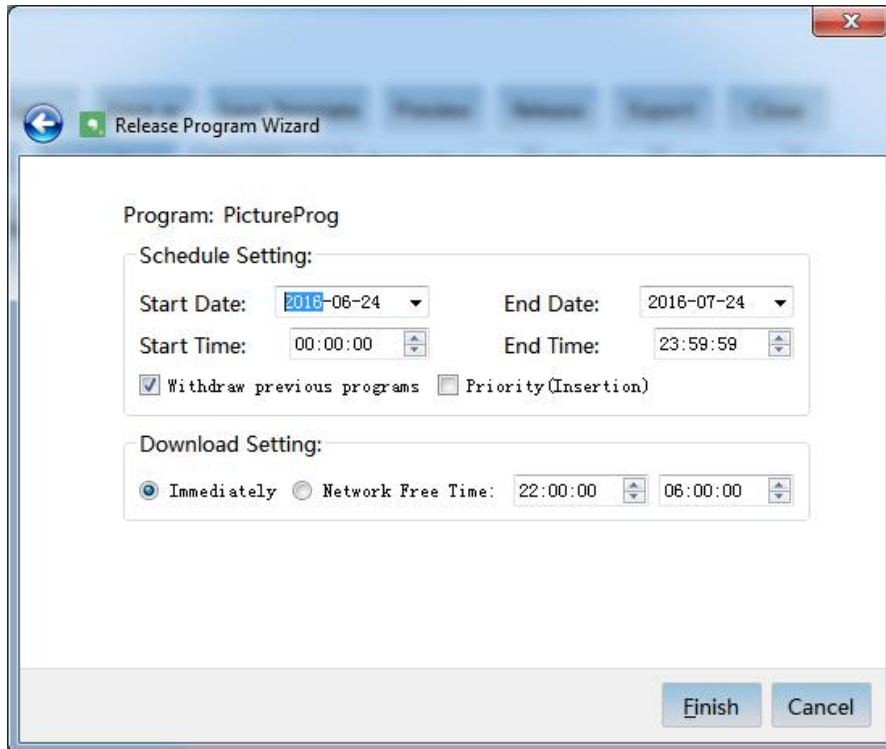 Release Program Wizard
Program: PictureProg
Schedule Setting:
Start Date: 2016-06-24 End Date: 2016-07-24
Start Time: 00:00:00 End Time: 23:59:59
Withdraw previous programs Priority(Insertion)
Download Setting:
Immediately Network Free Time: 22:00:00 06:00:00
Finish Cancel